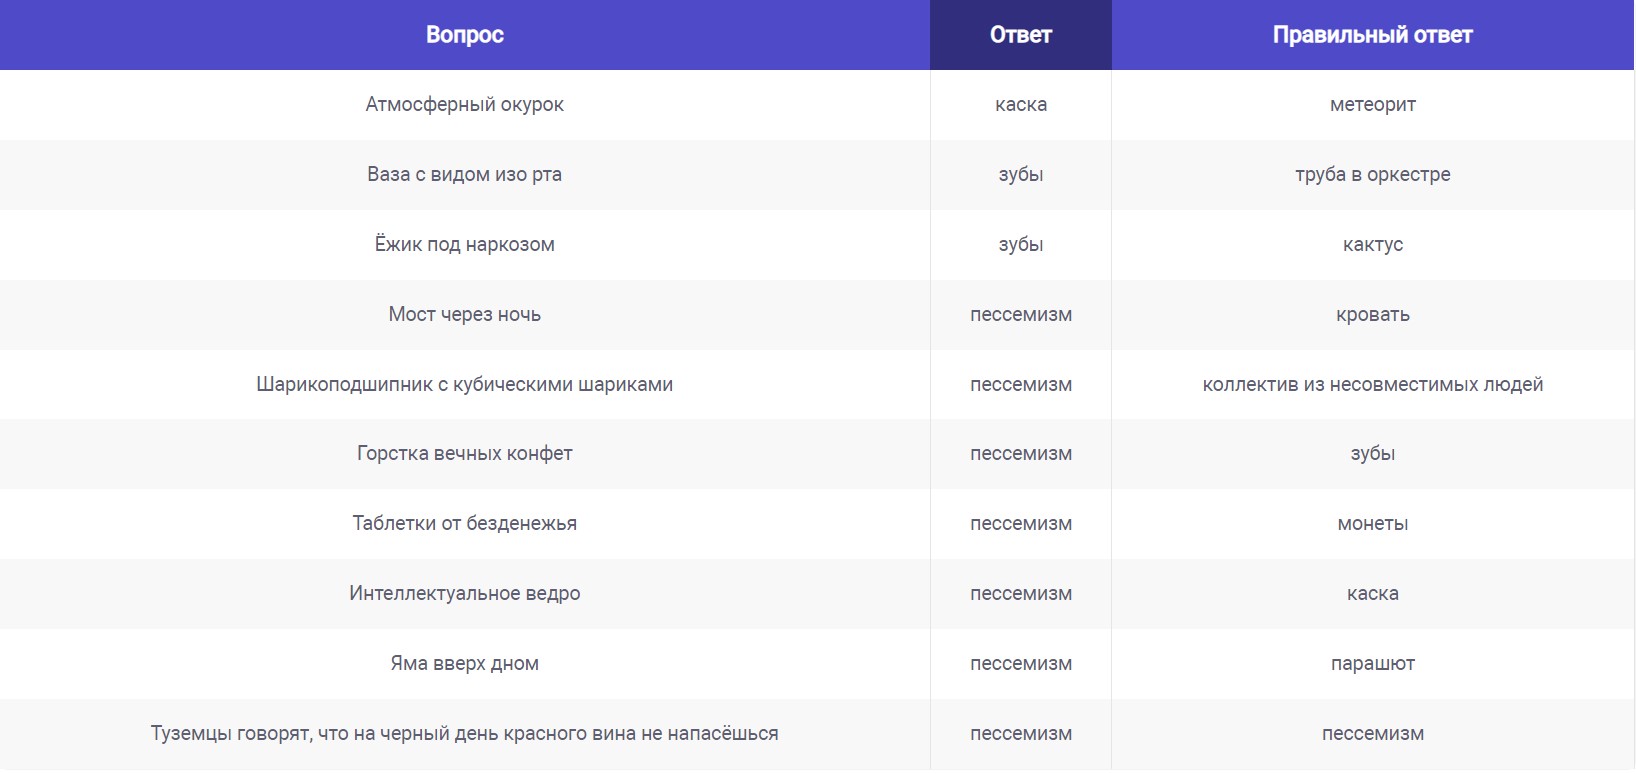 Вопрос Ответ Правильный ответ
Атмосферный окурок каска метеорит
Ваза с видом изо рта зубы труба в оркестре
Ёжик под наркозом зубы кактус
Мост через ночь пессемизм кровать
Шарикоподшипник с кубическими шариками пессемизм коллектив из несовместимых людей
Горстка вечных конфет пессемизм зубы
Таблетки от безденежья пессемизм монеты
Интеллектуальное ведро пессемизм каска
Яма вверх дном пессемизм парашют
Туземцы говорят, что на черный день красного вина не напасёшься пессемизм пессемизм